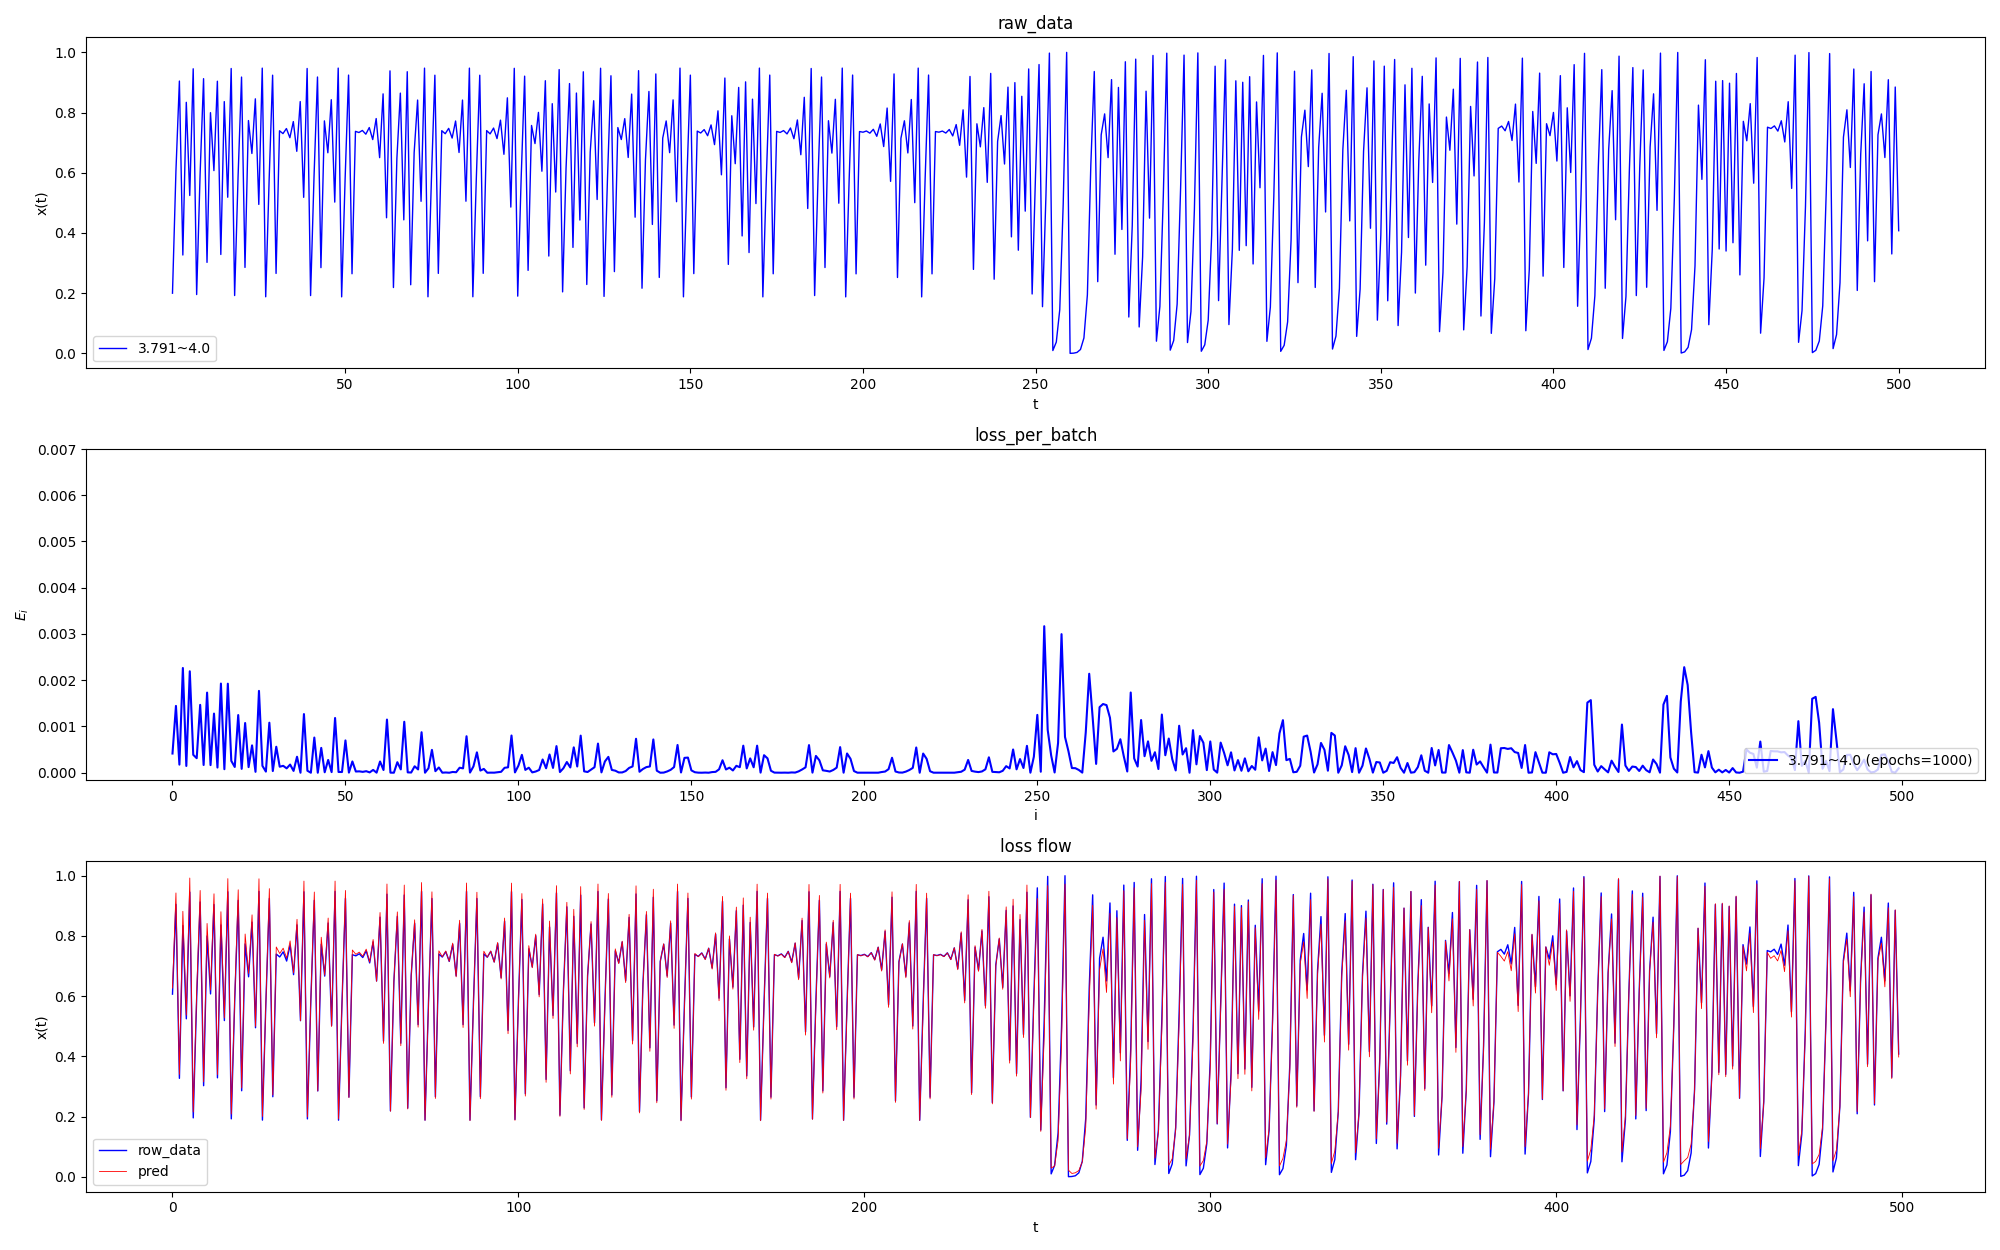 raw_data
1.0
0.8
0.6
0.4
0.2
0.0
x(t)
3.791~4.0
50 100 150 200 250 300 350 400 450 500
t
loss_per_batch
0.007
0.006
0.005
0.004
0.003
0.002
0.001
0.000
E_i
3.791~4.0 (epochs=1000)
0 50 100 150 200 250 300 350 400 450 500
i
loss flow
1.0
0.8
0.6
0.4
0.2
0.0
x(t)
row_data
pred
0 100 200 300 400 500
t